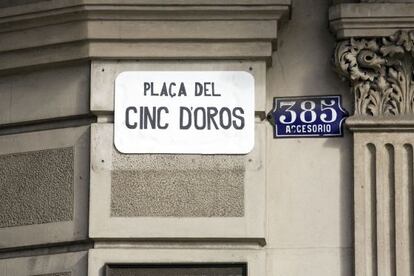 PLAÇA DEL
CINC D'OROS
385
ACCESORIO